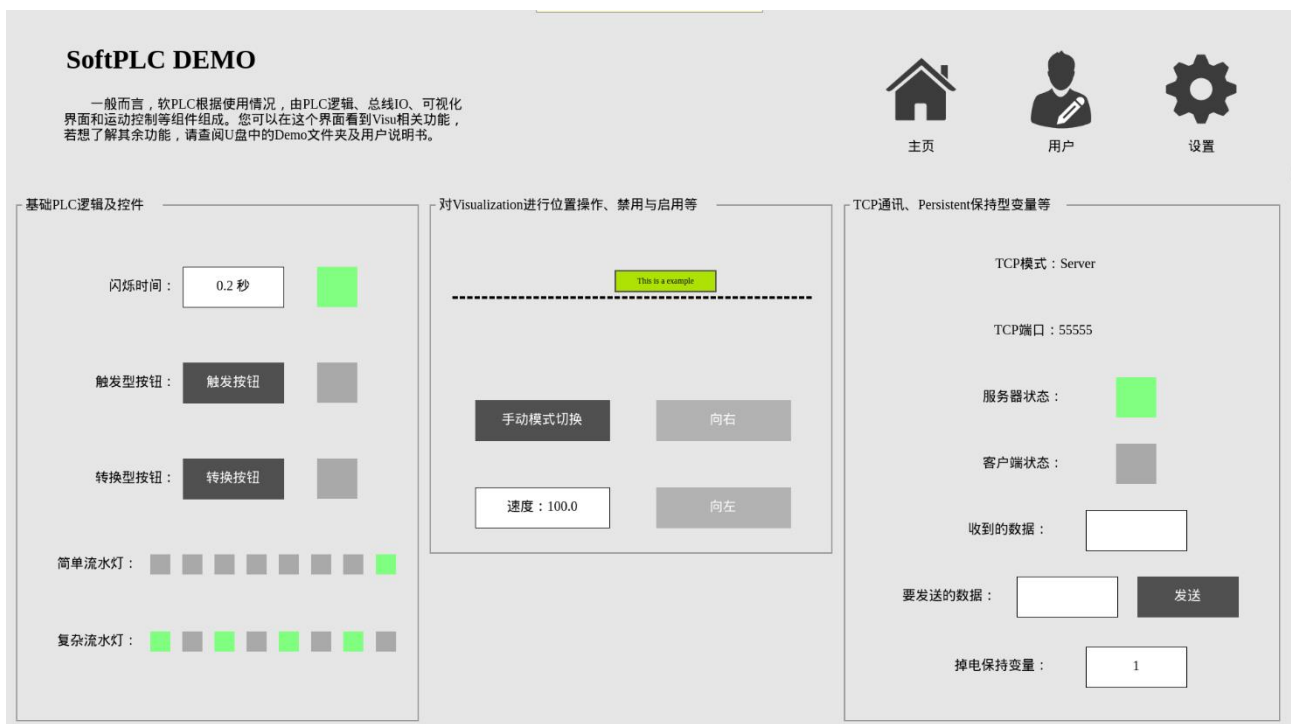 SoftPLC DEMO
一般而言，软PLC根据使用情况，由PLC逻辑、总线IO、可视化
界面和运动控制等组件组成。您可以在这个界面看到Visu相关功能，
若想了解其余功能，请查阅U盘中的Demo文件夹及用户说明书。
主页
用户
设置
基础PLC逻辑及控件
闪烁时间：
0.2 秒
触发型按钮：
触发按钮
转换型按钮：
转换按钮
简单流水灯：
复杂流水灯：
对Visualization进行位置操作、禁用与启用等
This is a example
手动模式切换
向右
速度：100.0
向左
TCP通讯、Persistent保持型变量等
TCP模式：Server
TCP端口：55555
服务器状态：
客户端状态：
收到的数据：
要发送的数据：
发送
掉电保持变量：
1